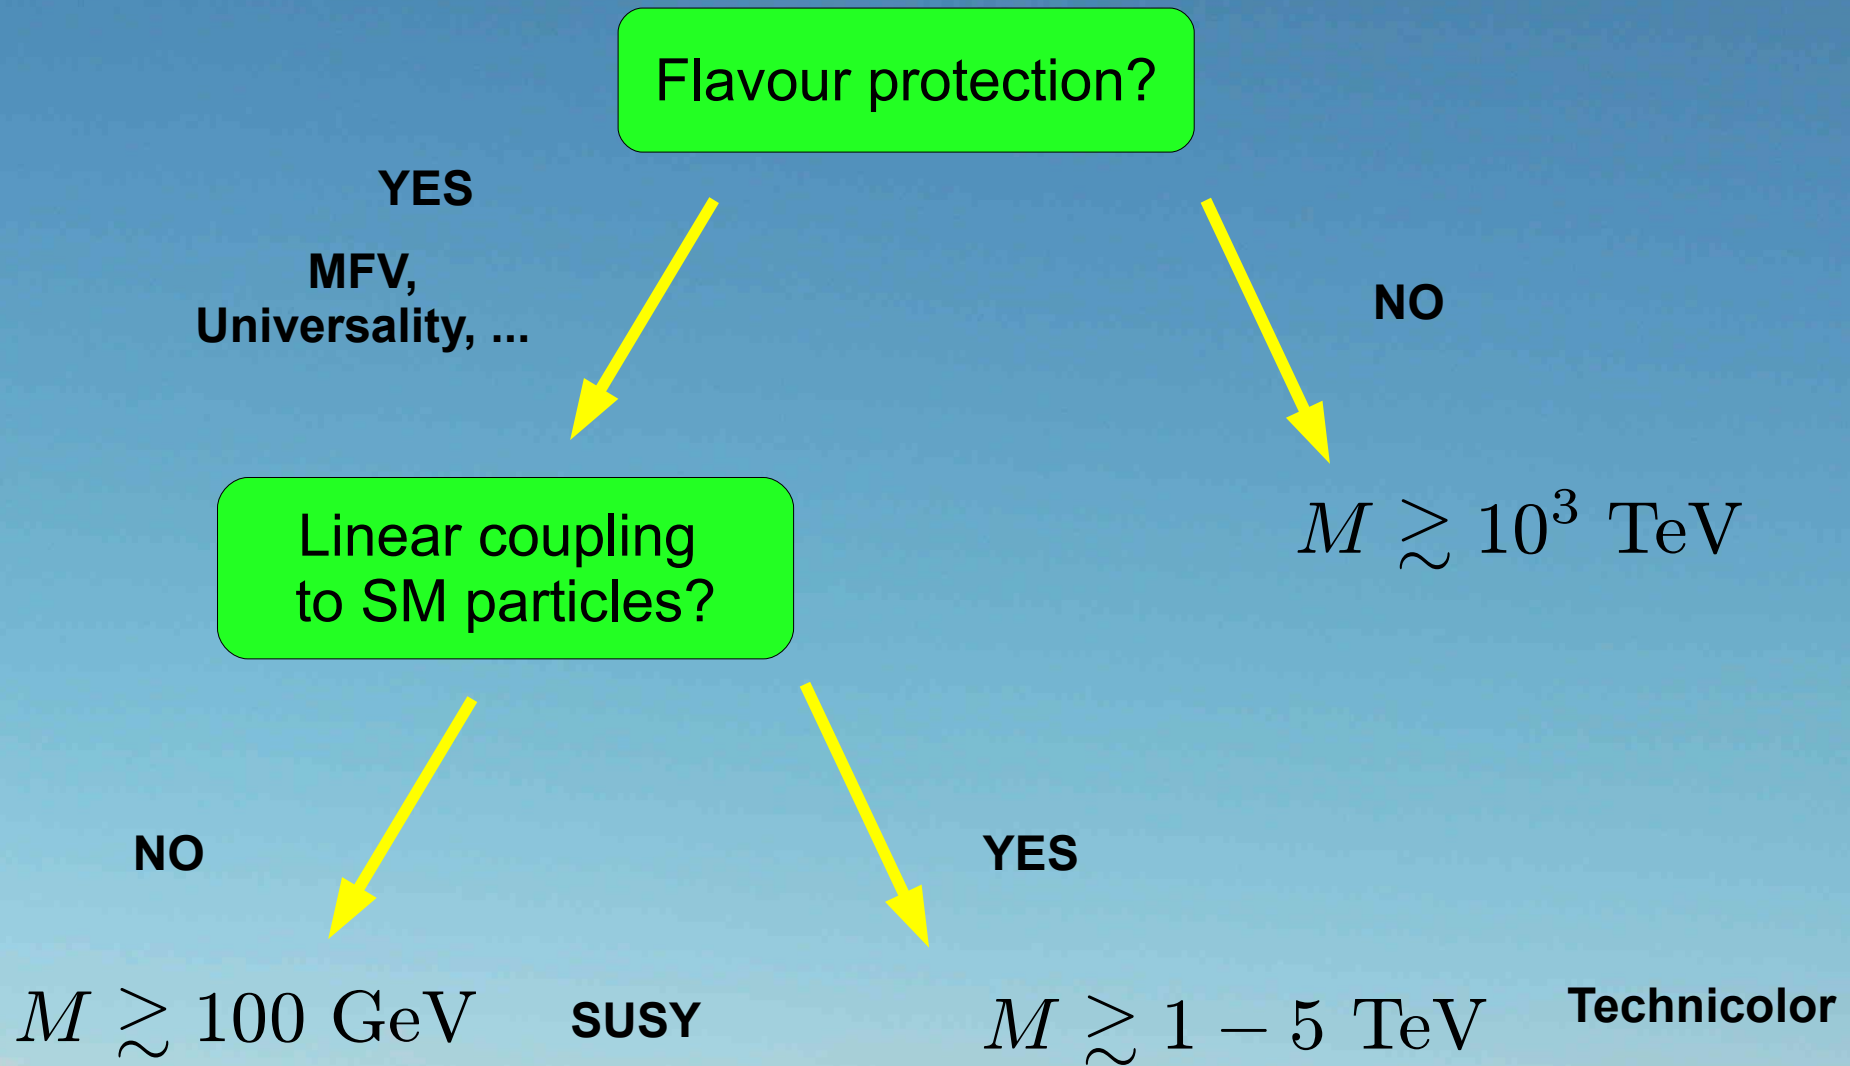 Flavour protection?
YES
MFV,
Universality, ...
NO
M ≳ 10³ TeV
Linear coupling
to SM particles?
NO
YES
M ≳ 100 GeV
SUSY
M ≳ 1 − 5 TeV
Technicolor